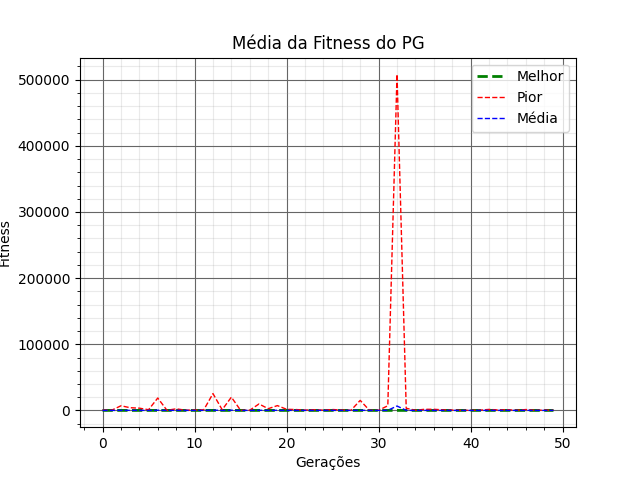 Média da Fitness do PG
Melhor
Pior
Média
500000
400000
300000
200000
100000
0
Fitness
0 10 20 30 40 50
Gerações